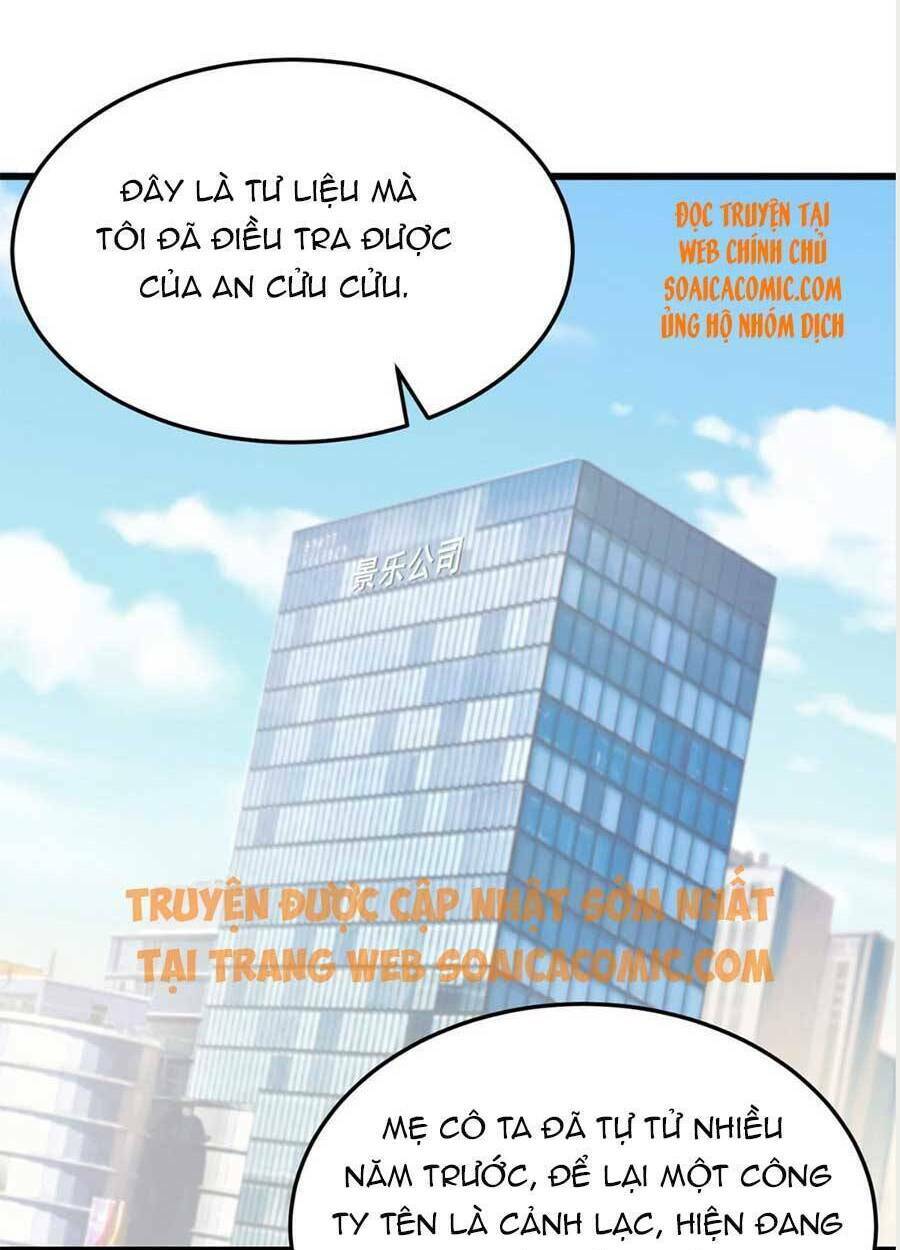 ĐÂY LÀ TƯ LIỆU MÀ
TÔI ĐÃ ĐIỀU TRA ĐƯỢC
CỦA AN CỬU CỬU.
ĐỌC TRUYỆN TẠI
WEB CHÍNH CHỦ
SOAICACOMIC.COM
ỦNG HỘ NHÓM DỊCH
景乐公司
TRUYỆN ĐƯỢC CẬP NHẬT SỚM NHẤT
TẠI TRANG WEB SOAICACOMIC.COM
MẸ CÔ TA ĐÃ TỰ TỬ NHIỀU
NĂM TRƯỚC, ĐỂ LẠI MỘT CÔNG
TY TÊN LÀ CẢNH LẠC, HIỆN ĐANG